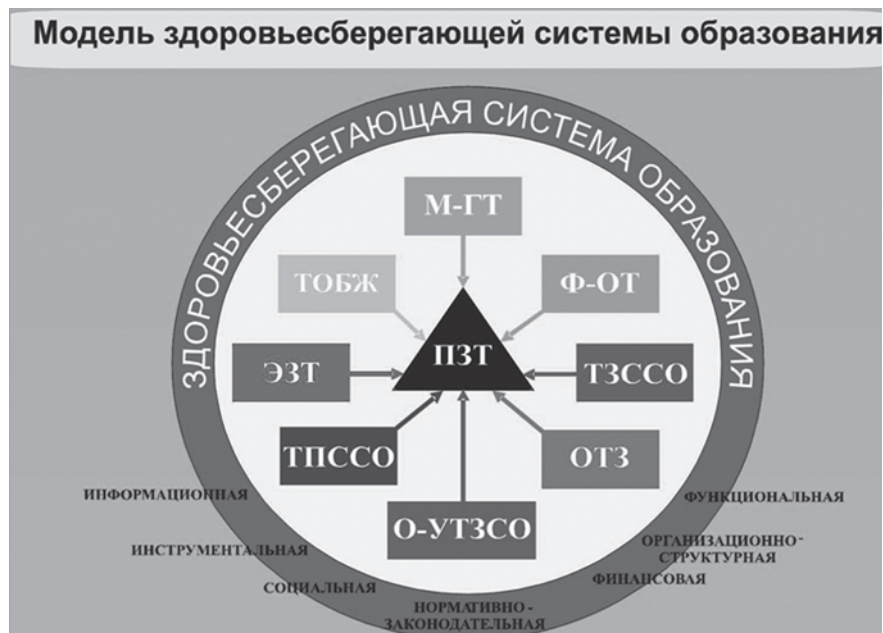 Модель здоровьесберегающей системы образования
ЗДОРОВЬЕСБЕРЕГАЮЩАЯ СИСТЕМА ОБРАЗОВАНИЯ
М-ГТ
ТОБЖ
Ф-ОТ
ПЗТ
ЭЗТ
ТЗССО
ТПССО
ОТЗ
О-УТЗСО
ИНФОРМАЦИОННАЯ
ИНСТРУМЕНТАЛЬНАЯ
СОЦИАЛЬНАЯ
НОРМАТИВНО-
ЗАКОНОДАТЕЛЬНАЯ
ФИНАНСОВАЯ
ОРГАНИЗАЦИОННО-
СТРУКТУРНАЯ
ФУНКЦИОНАЛЬНАЯ